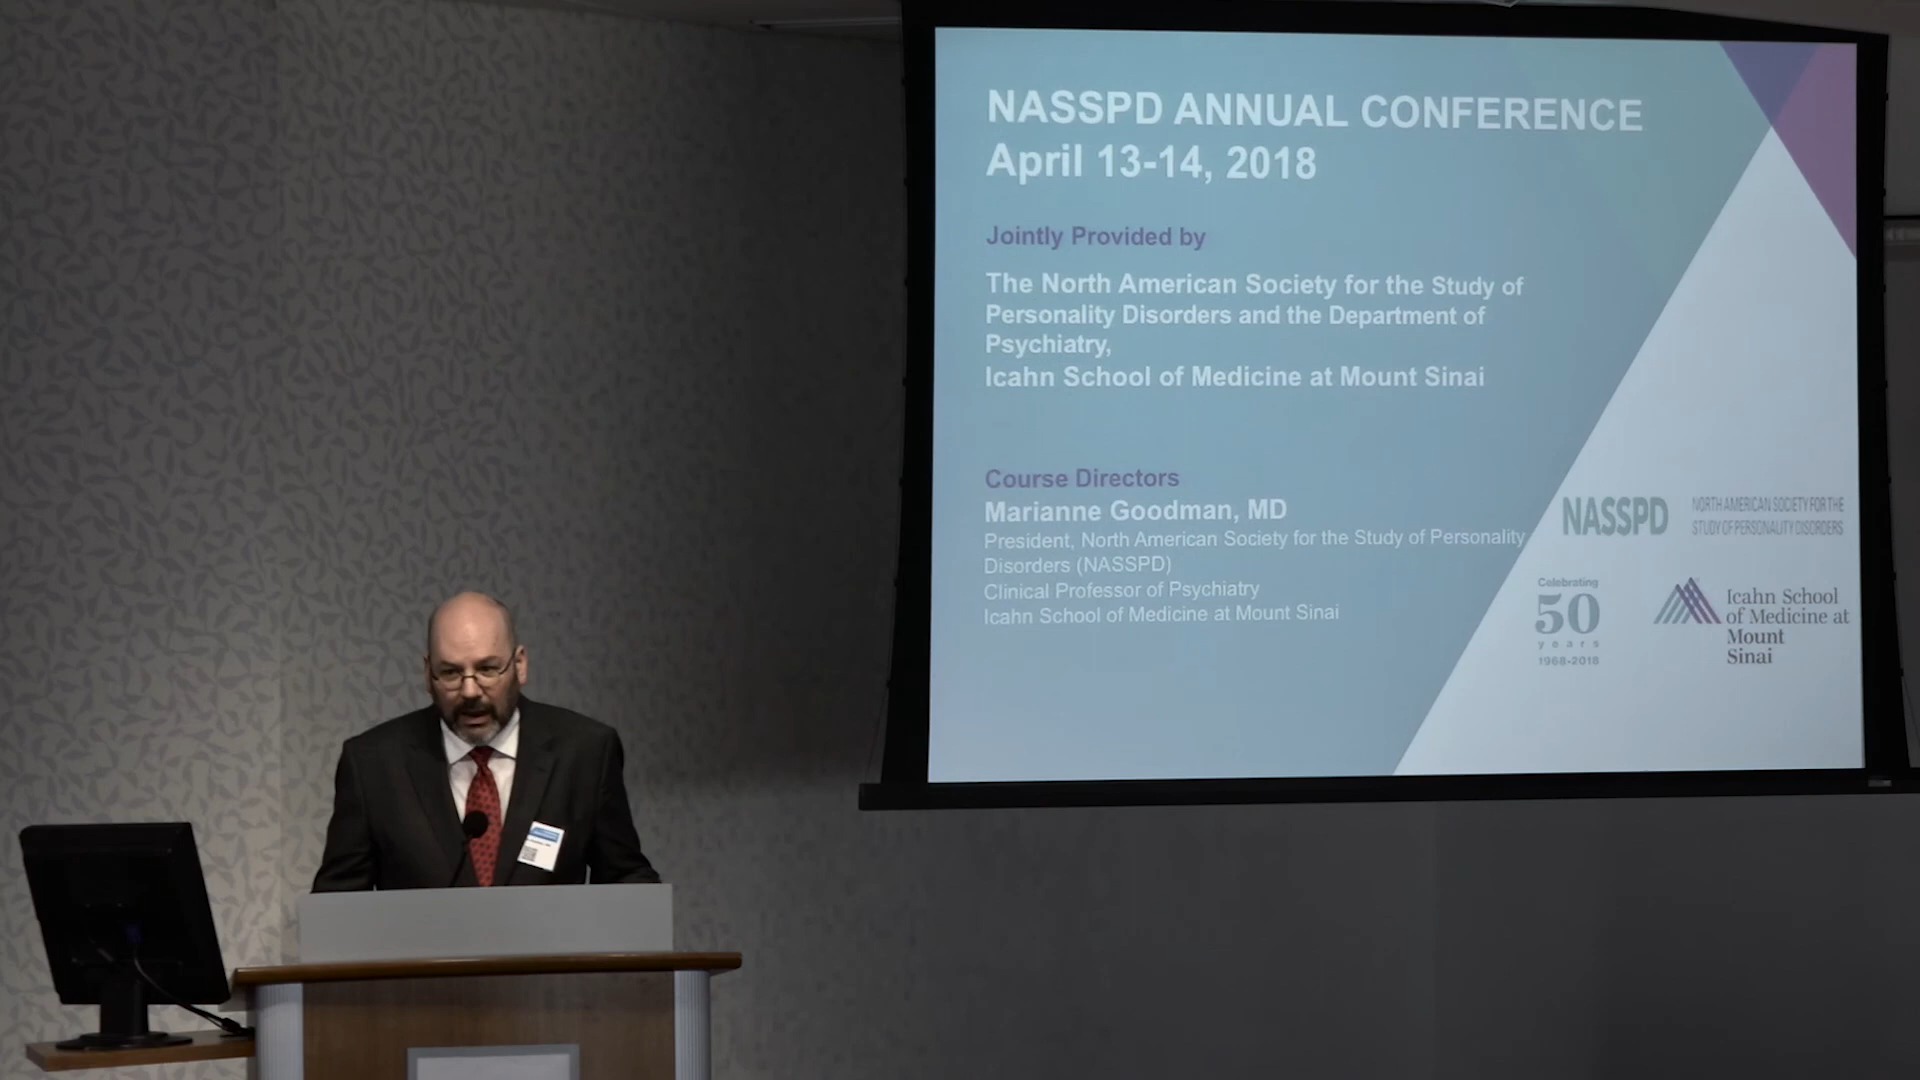 NASSPD ANNUAL CONFERENCE
April 13-14, 2018
Jointly Provided by
The North American Society for the Study of
Personality Disorders and the Department of
Psychiatry,
Icahn School of Medicine at Mount Sinai
Course Directors
Marianne Goodman, MD
President, North American Society for the Study of Personality
Disorders (NASSPD)
Clinical Professor of Psychiatry
Icahn School of Medicine at Mount Sinai
NASSPD
NORTH AMERICAN SOCIETY FOR THE
STUDY OF PERSONALITY DISORDERS
Celebrating
50
years
1968-2018
Icahn School
of Medicine at
Mount
Sinai